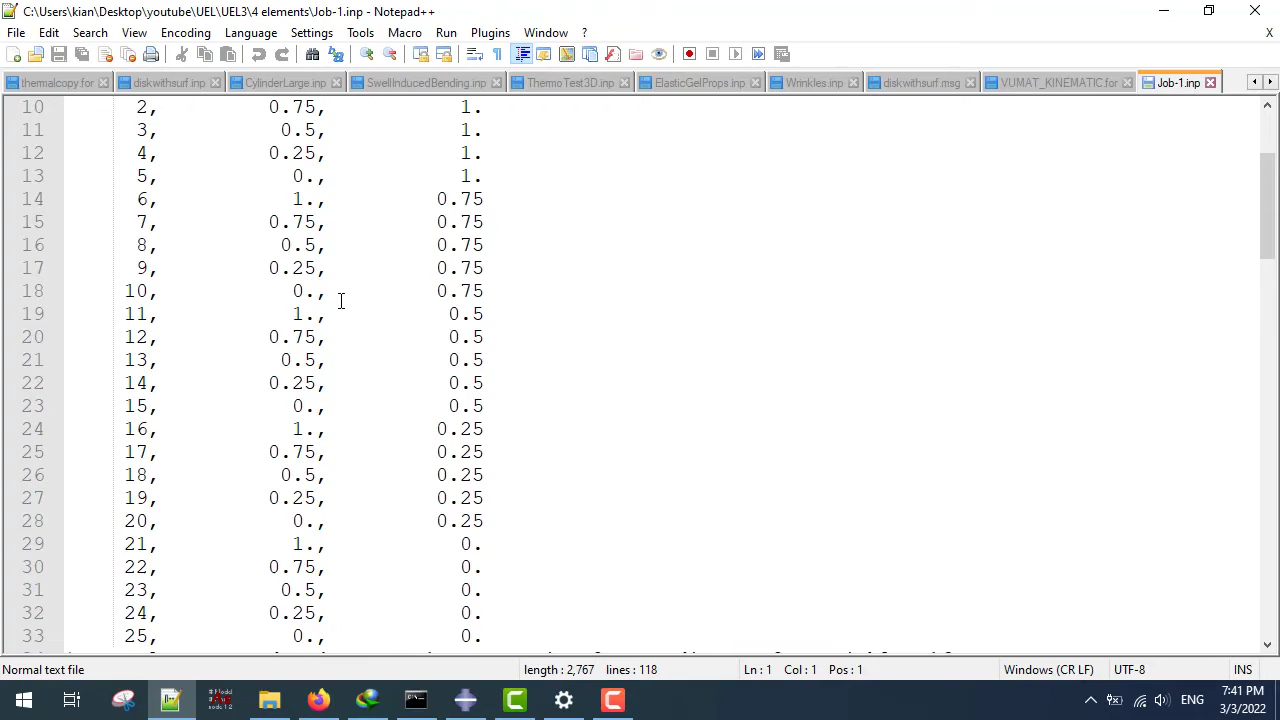 C:\Users\kian\Desktop\youtube\UEL\UEL3\4 elements\Job-1.inp - Notepad++
File Edit Search View Encoding Language Settings Tools Macro Run Plugins Window ? X
thermalcopy.for diskwithsurf.inp CylinderLarge.inp SwellInducedBending.inp ThermoTest3D.inp ElasticGelProps.inp Wrinkles.inp diskwithsurf.msg VUMAT_KINEMATIC.for Job-1.inp
10 2, 0.75, 1.
11 3, 0.5, 1.
12 4, 0.25, 1.
13 5, 0., 1.
14 6, 1., 0.75
15 7, 0.75, 0.75
16 8, 0.5, 0.75
17 9, 0.25, 0.75
18 10, 0., 0.75
19 11, 1., 0.5
20 12, 0.75, 0.5
21 13, 0.5, 0.5
22 14, 0.25, 0.5
23 15, 0., 0.5
24 16, 1., 0.25
25 17, 0.75, 0.25
26 18, 0.5, 0.25
27 19, 0.25, 0.25
28 20, 0., 0.25
29 21, 1., 0.
30 22, 0.75, 0.
31 23, 0.5, 0.
32 24, 0.25, 0.
33 25, 0., 0.
Normal text file length : 2,767 lines : 118 Ln : 1 Col : 1 Pos : 1 Windows (CR LF) UTF-8 INS
ENG 7:41 PM
3/3/2022